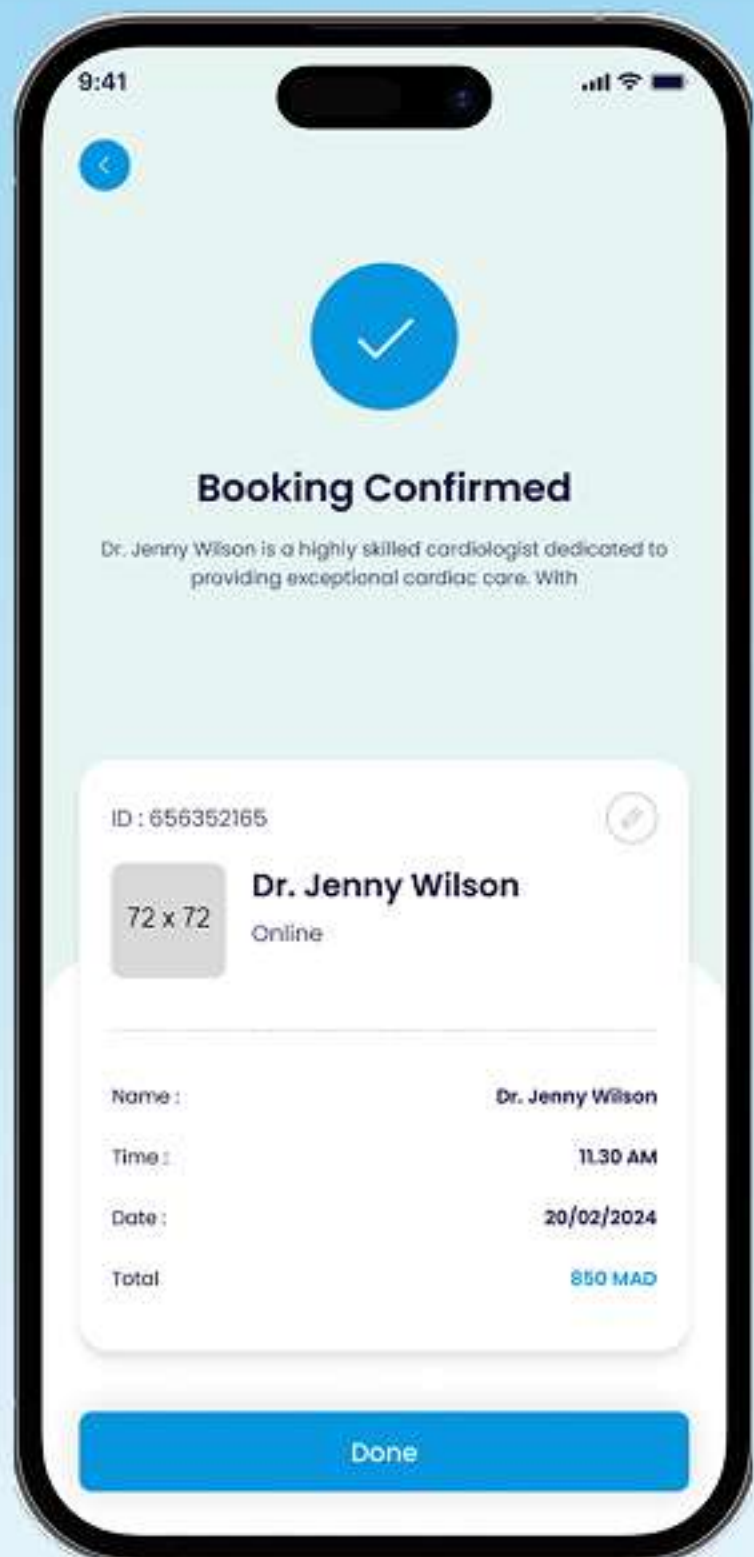 9:41
Booking Confirmed
Dr. Jenny Wilson is a highly skilled cardiologist dedicated to
providing exceptional cardiac care. With
ID : 656352165
72 x 72
Dr. Jenny Wilson
Online
Name : Dr. Jenny Wilson
Time : 11.30 AM
Date : 20/02/2024
Total 850 MAD
Done